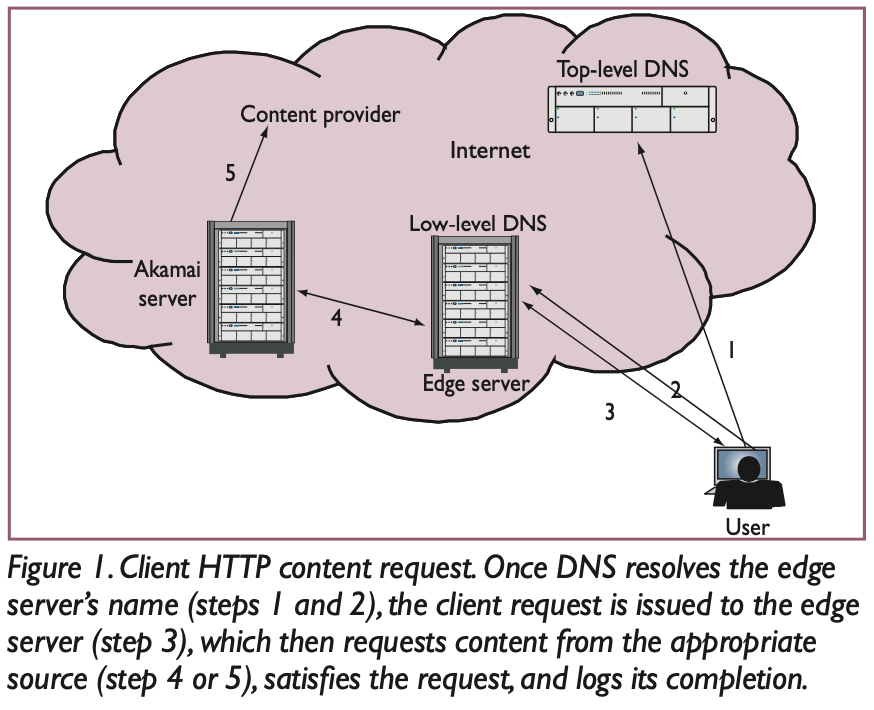 Top-level DNS
Content provider
Internet
5
Low-level DNS
Akamai
server
4
1
Edge server
2
3
User
Figure 1. Client HTTP content request. Once DNS resolves the edge
server's name (steps 1 and 2), the client request is issued to the edge
server (step 3), which then requests content from the appropriate
source (step 4 or 5), satisfies the request, and logs its completion.